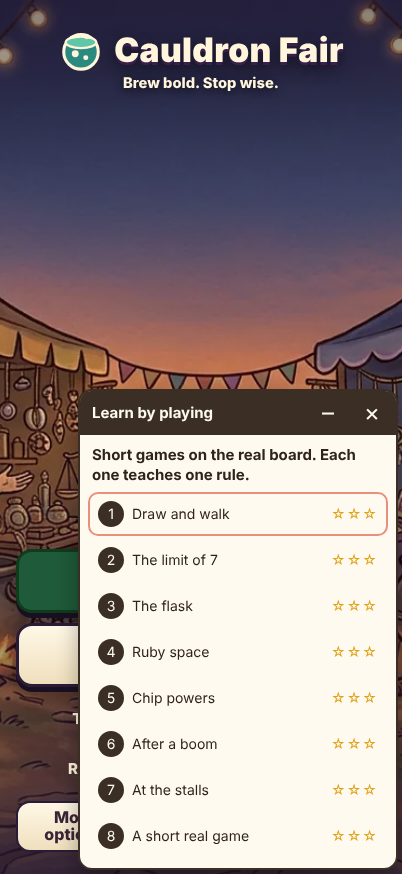 Cauldron Fair
Brew bold. Stop wise.
Learn by playing
Short games on the real board. Each
one teaches one rule.
1 Draw and walk
2 The limit of 7
3 The flask
4 Ruby space
5 Chip powers
6 After a boom
7 At the stalls
8 A short real game